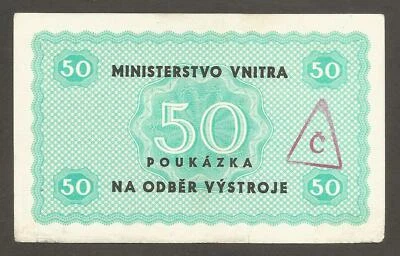 50 MINISTERSTVO VNITRA 50
50
Č
POUKÁZKA
50 NA ODBĚR VÝSTROJE 50